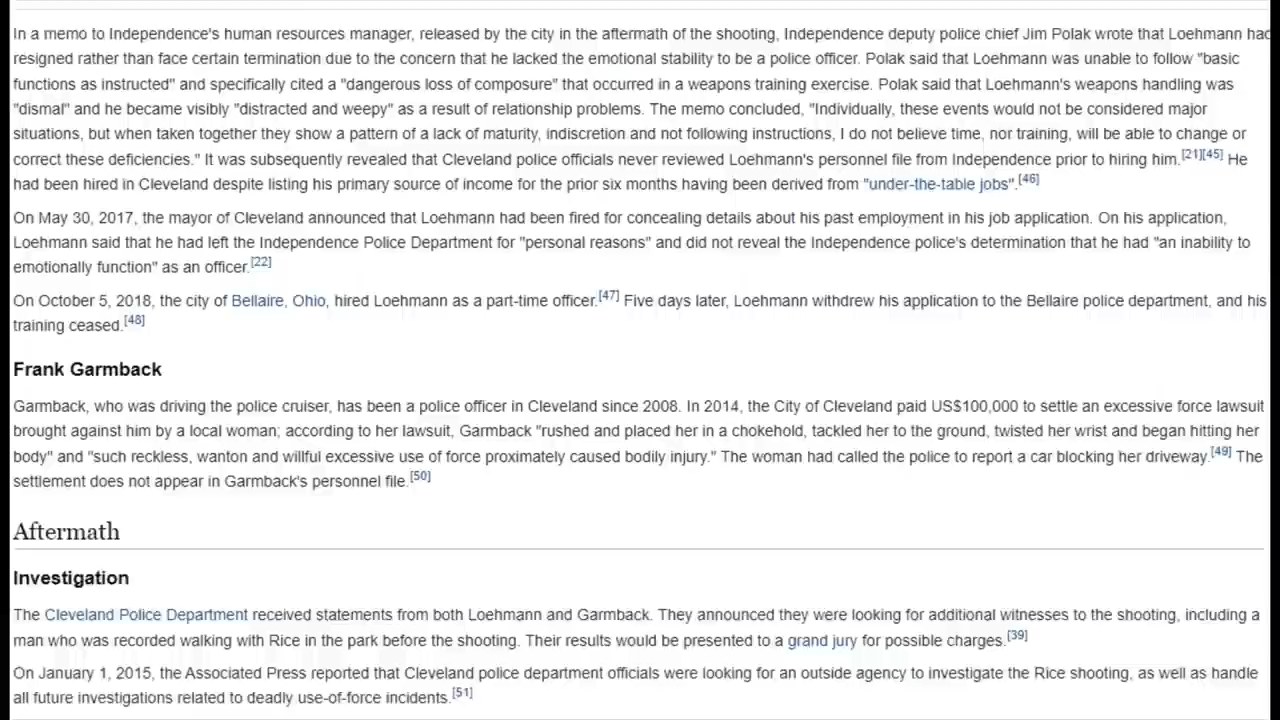 In a memo to Independence's human resources manager, released by the city in the aftermath of the shooting, Independence deputy police chief Jim Polak wrote that Loehmann had
resigned rather than face certain termination due to the concern that he lacked the emotional stability to be a police officer. Polak said that Loehmann was unable to follow "basic
functions as instructed" and specifically cited a "dangerous loss of composure" that occurred in a weapons training exercise. Polak said that Loehmann's weapons handling was
"dismal" and he became visibly "distracted and weepy" as a result of relationship problems. The memo concluded, "Individually, these events would not be considered major
situations, but when taken together they show a pattern of a lack of maturity, indiscretion and not following instructions, I do not believe time, nor training, will be able to change or
correct these deficiencies." It was subsequently revealed that Cleveland police officials never reviewed Loehmann's personnel file from Independence prior to hiring him.[21][45] He
had been hired in Cleveland despite listing his primary source of income for the prior six months having been derived from "under-the-table jobs".[46]
On May 30, 2017, the mayor of Cleveland announced that Loehmann had been fired for concealing details about his past employment in his job application. On his application,
Loehmann said that he had left the Independence Police Department for "personal reasons" and did not reveal the Independence police's determination that he had "an inability to
emotionally function" as an officer.[22]
On October 5, 2018, the city of Bellaire, Ohio, hired Loehmann as a part-time officer.[47] Five days later, Loehmann withdrew his application to the Bellaire police department, and his
training ceased.[48]
Frank Garmback
Garmback, who was driving the police cruiser, has been a police officer in Cleveland since 2008. In 2014, the City of Cleveland paid US$100,000 to settle an excessive force lawsuit
brought against him by a local woman; according to her lawsuit, Garmback "rushed and placed her in a chokehold, tackled her to the ground, twisted her wrist and began hitting her
body" and "such reckless, wanton and willful excessive use of force proximately caused bodily injury." The woman had called the police to report a car blocking her driveway.[49] The
settlement does not appear in Garmback's personnel file.[50]
Aftermath
Investigation
The Cleveland Police Department received statements from both Loehmann and Garmback. They announced they were looking for additional witnesses to the shooting, including a
man who was recorded walking with Rice in the park before the shooting. Their results would be presented to a grand jury for possible charges.[39]
On January 1, 2015, the Associated Press reported that Cleveland police department officials were looking for an outside agency to investigate the Rice shooting, as well as handle
all future investigations related to deadly use-of-force incidents.[51]